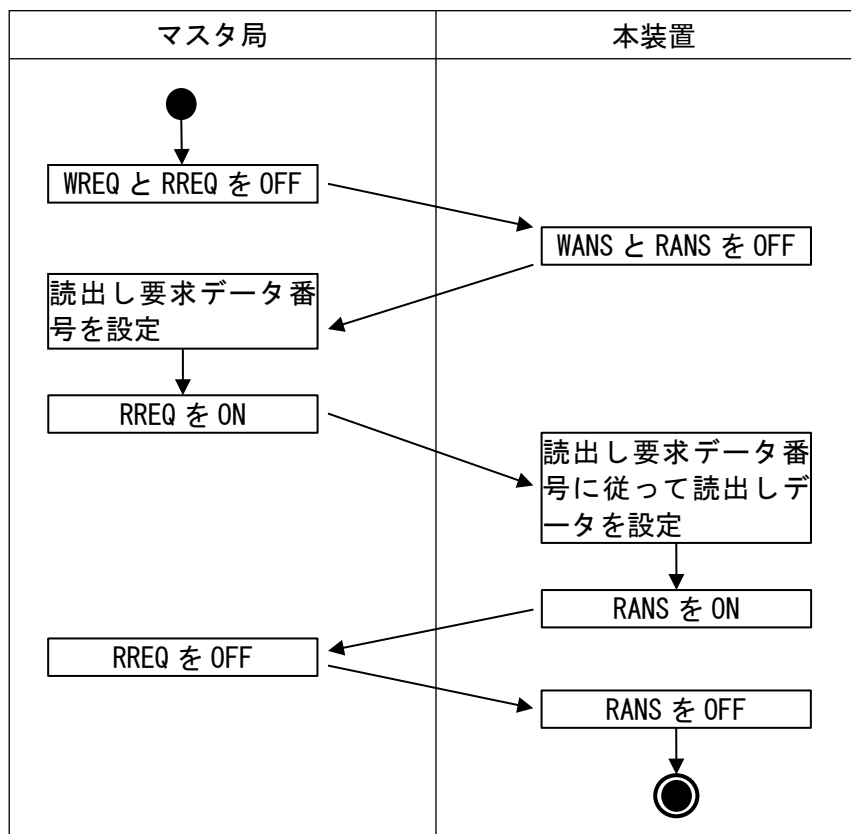 マスタ局
本装置
WREQ と RREQ を OFF
WANS と RANS を OFF
読出し要求データ番
号を設定
RREQ を ON
読出し要求データ番
号に従って読出しデ
ータを設定
RANS を ON
RREQ を OFF
RANS を OFF